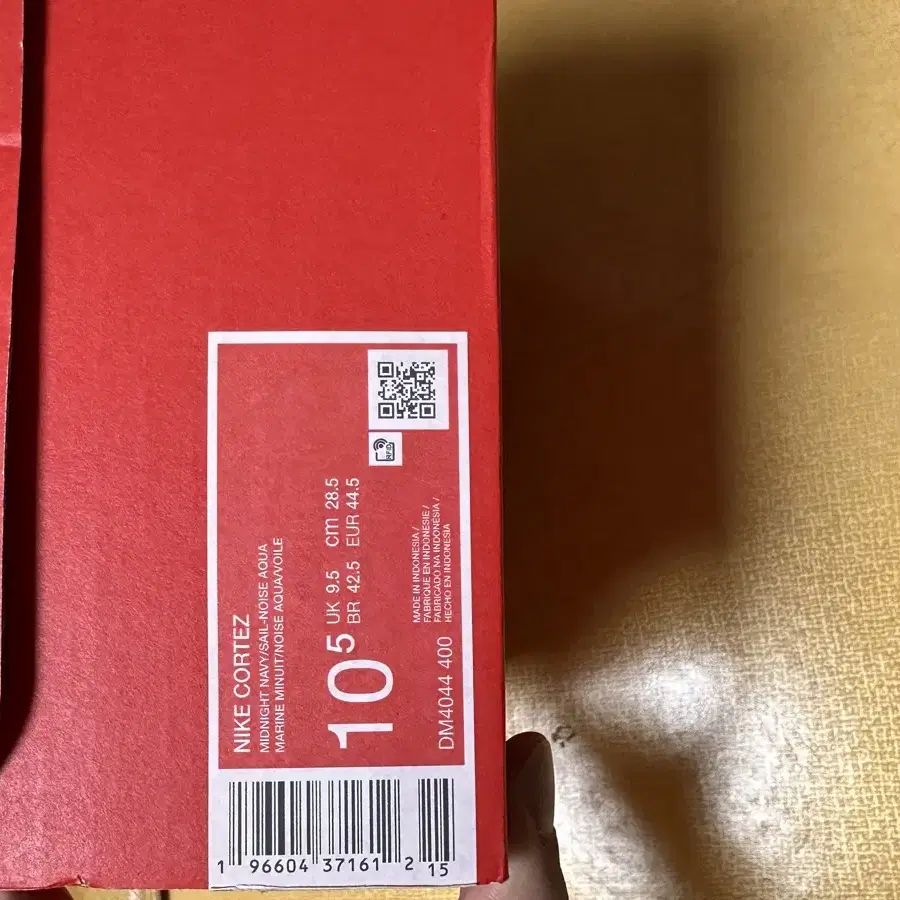 NIKE CORTEZ
MIDNIGHT NAVY/SAIL-NOISE AQUA
MARINE MINUIT/NOISE AQUA/VOILE
10 5
UK 9.5 cm 28.5
BR 42.5 EUR 44.5
RFID
MADE IN INDONESIA /
FABRIQUE EN INDONESIE /
FABRICADO NA INDONÉSIA /
HECHO EN INDONESIA
DM4044 400
1 96604 37161 2 15